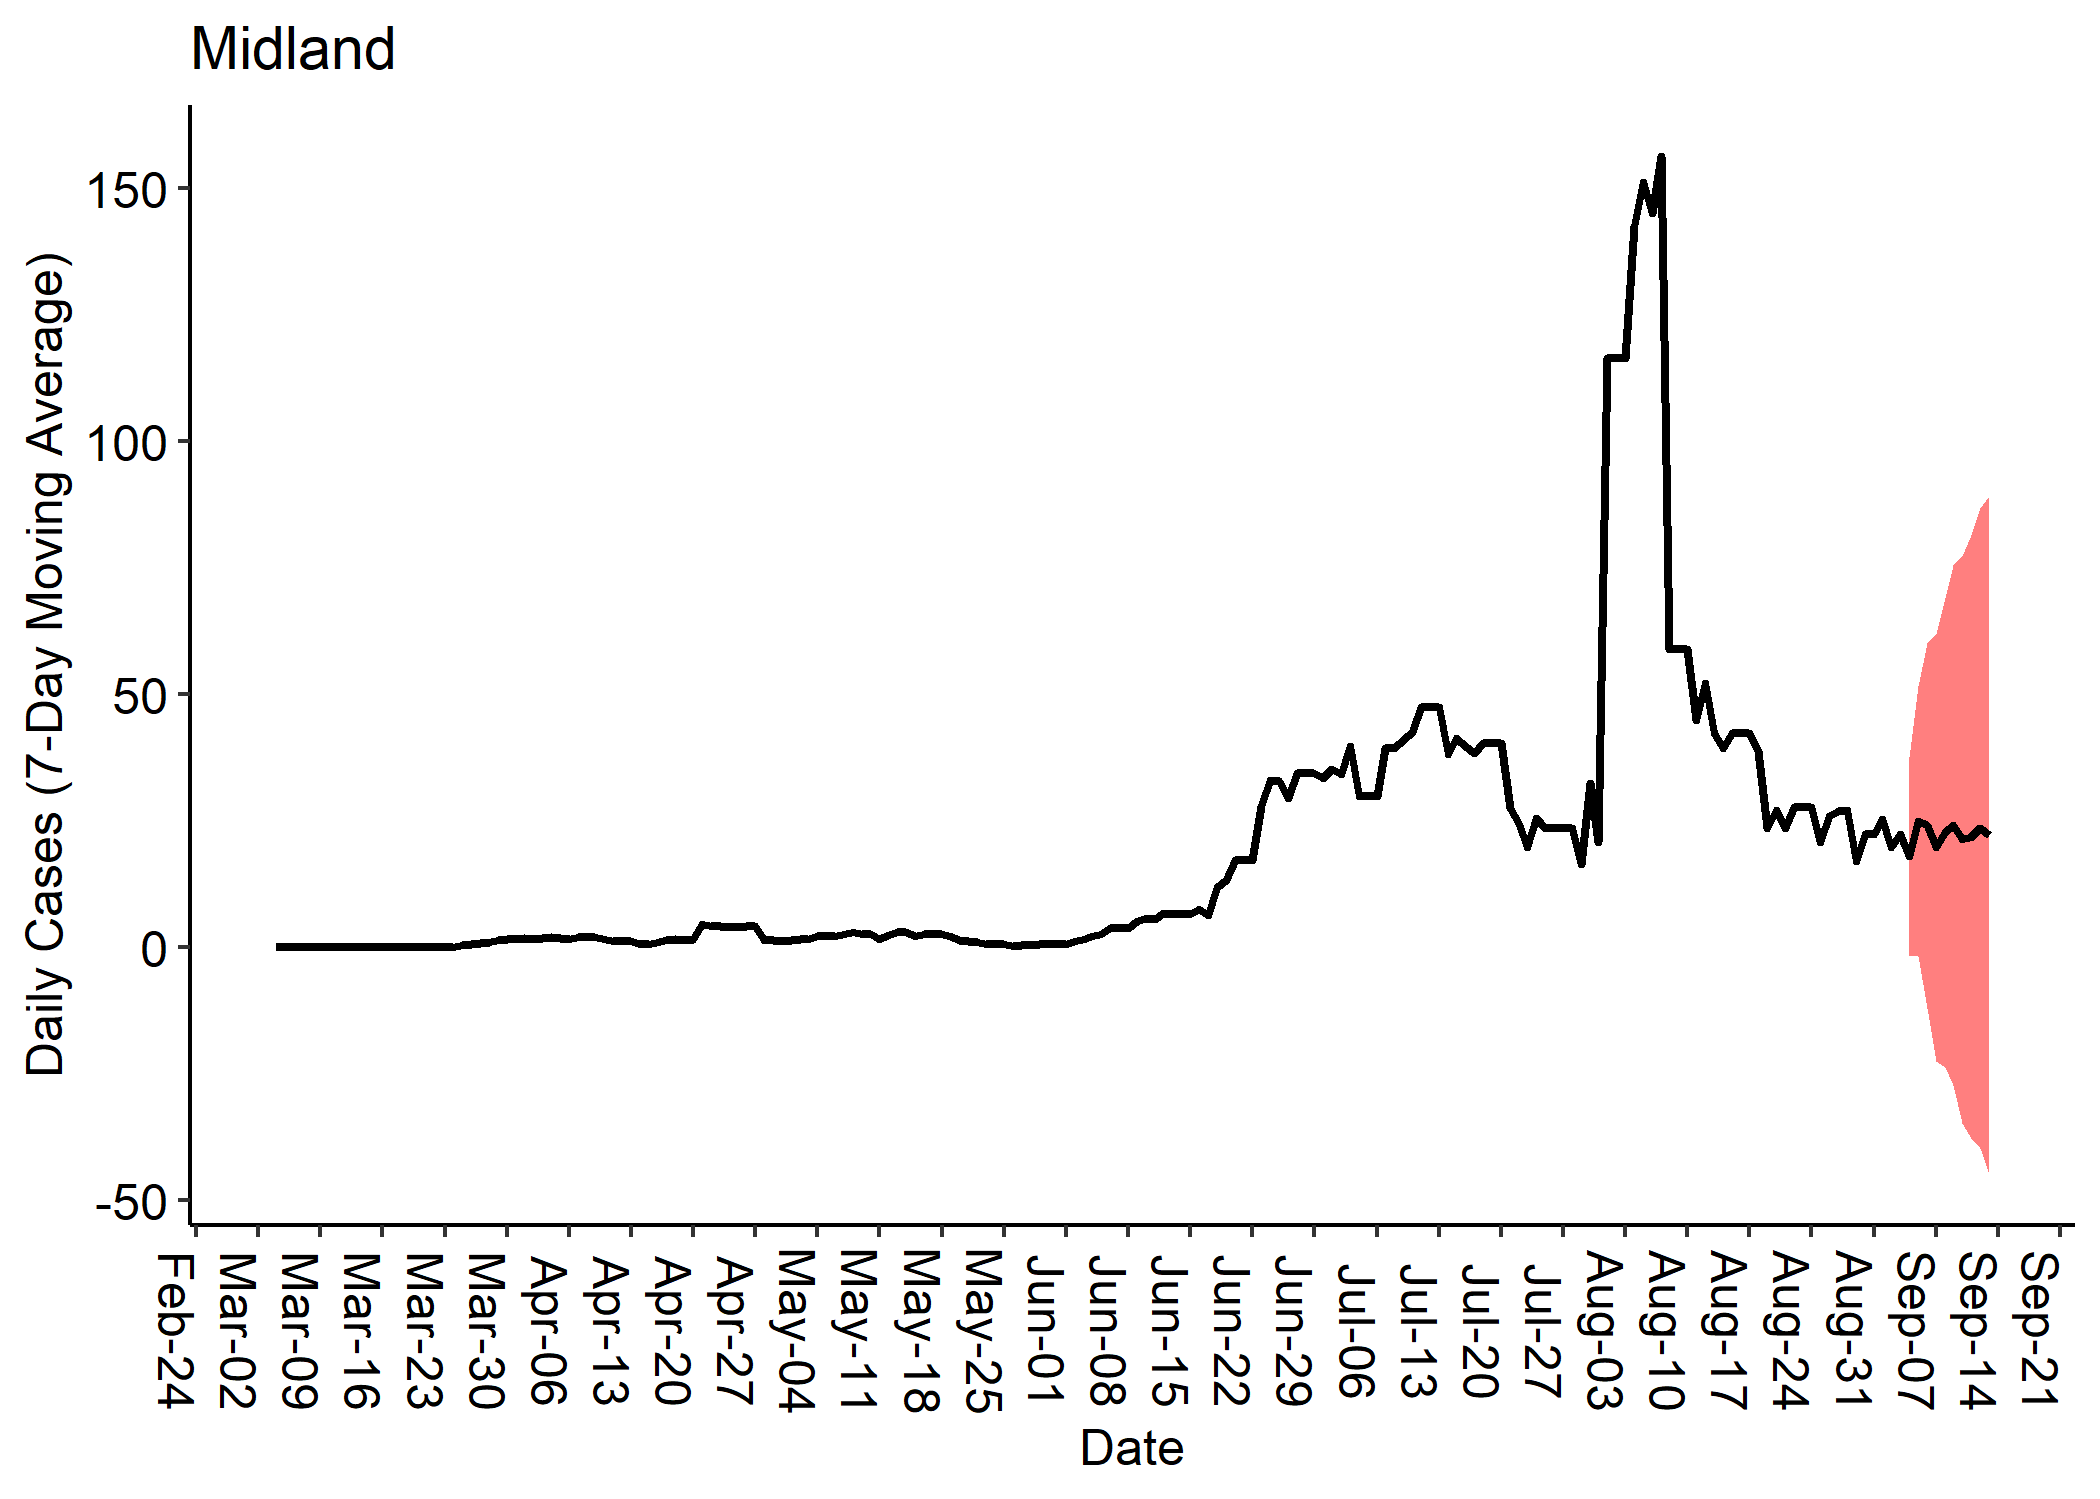 Midland
Daily Cases (7-Day Moving Average)
150
100
50
0
-50
Feb-24
Mar-02
Mar-09
Mar-16
Mar-23
Mar-30
Apr-06
Apr-13
Apr-20
Apr-27
May-04
May-11
May-18
May-25
Jun-01
Jun-08
Jun-15
Jun-22
Jun-29
Jul-06
Jul-13
Jul-20
Jul-27
Aug-03
Aug-10
Aug-17
Aug-24
Aug-31
Sep-07
Sep-14
Sep-21
Date